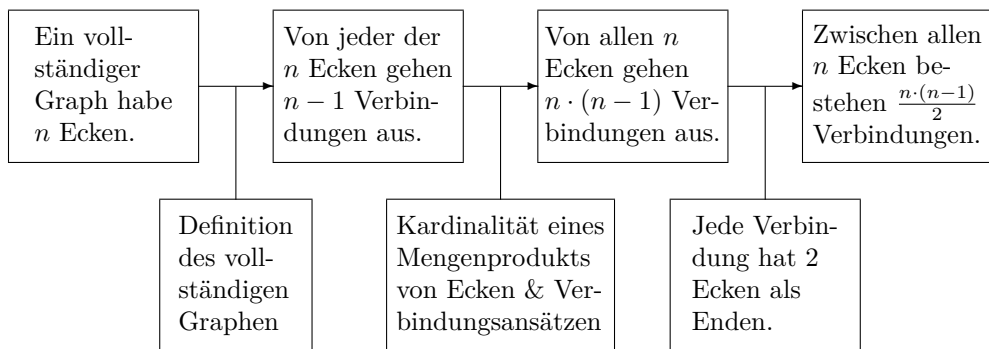 Ein voll-
ständiger
Graph habe
n Ecken.
Von jeder der
n Ecken gehen
n − 1 Verbin-
dungen aus.
Von allen n
Ecken gehen
n · (n − 1) Ver-
bindungen aus.
Zwischen allen
n Ecken be-
stehen \frac{n·(n−1)}{2}
Verbindungen.
Definition
des voll-
ständigen
Graphen
Kardinalität eines
Mengenprodukts
von Ecken & Ver-
bindungsansätzen
Jede Verbin-
dung hat 2
Ecken als
Enden.